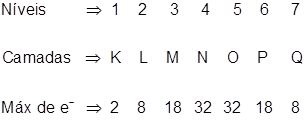 Níveis ⇒ 1 2 3 4 5 6 7
Camadas ⇒ K L M N O P Q
Máx de e⁻ ⇒ 2 8 18 32 32 18 8